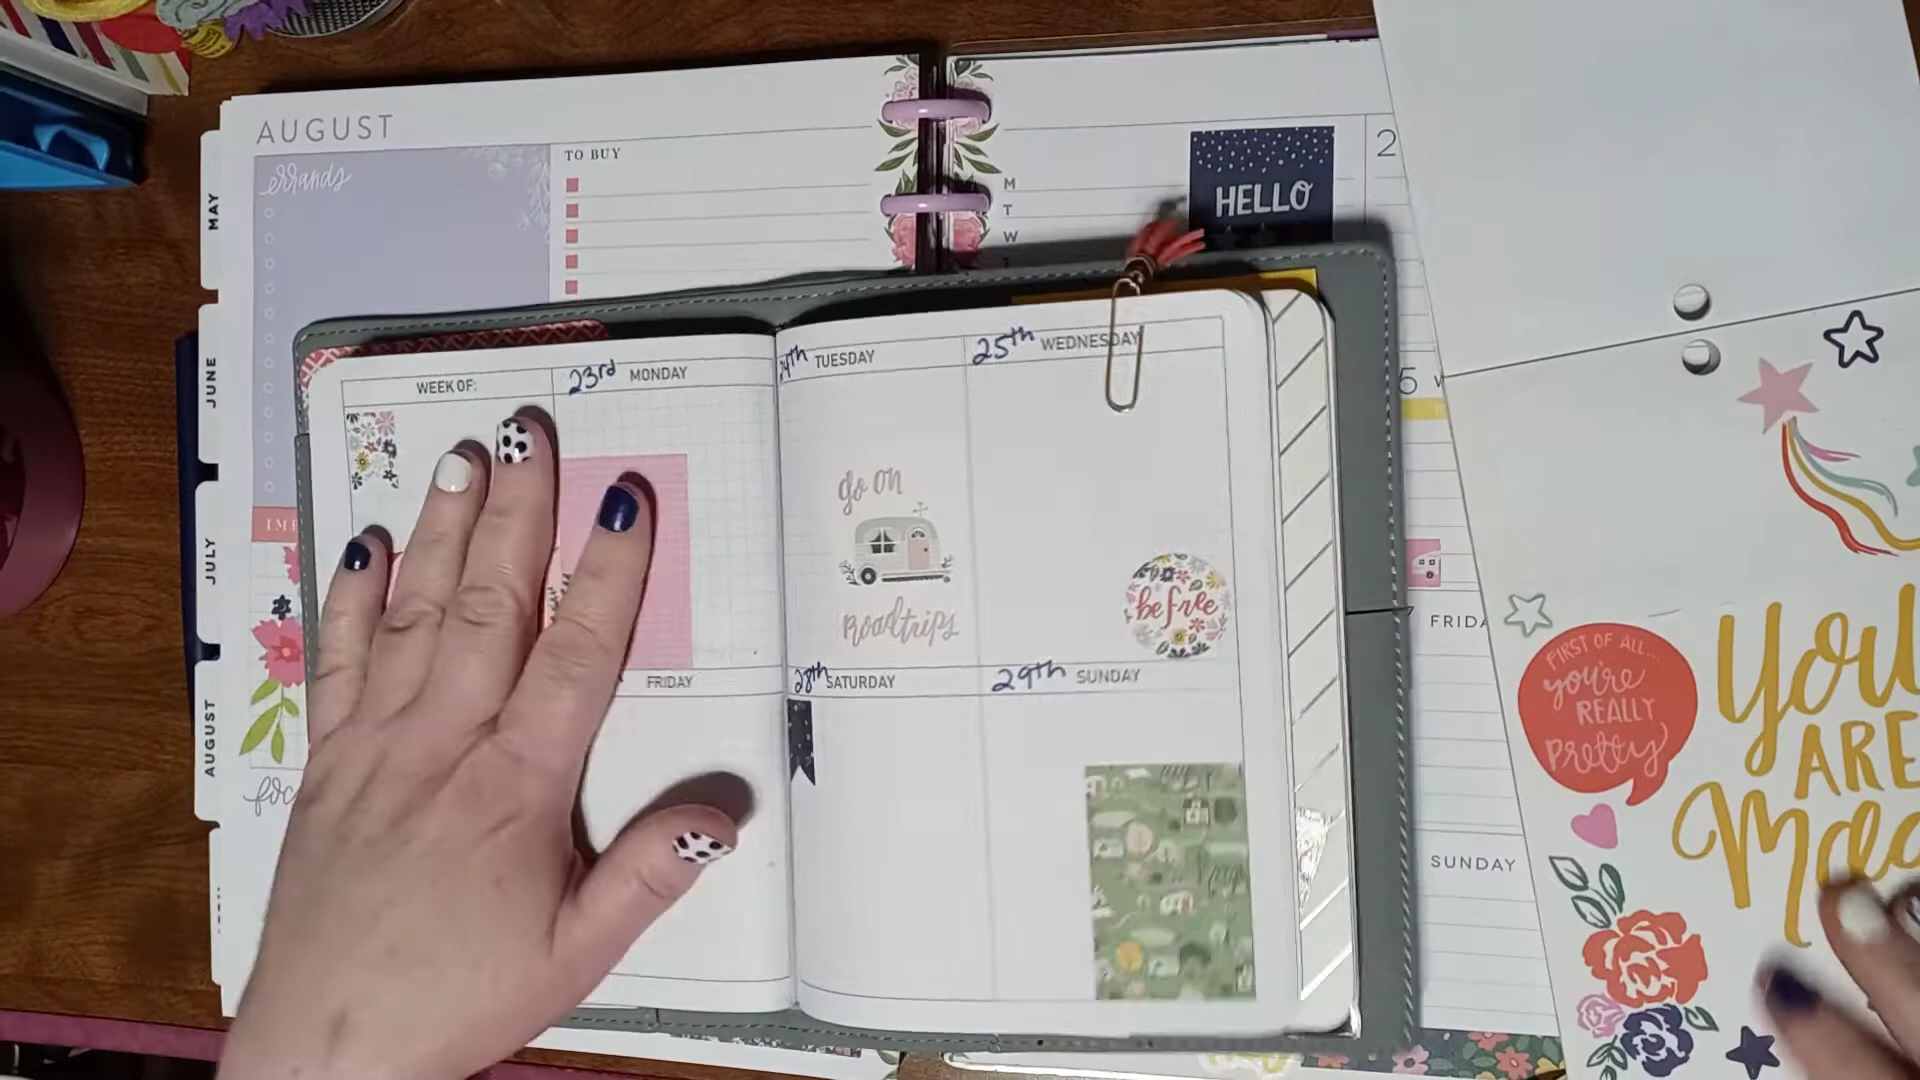 AUGUST
errands
TO BUY
M
T
W
HELLO
2
MAY
JUNE
JULY
AUGUST
WEEK OF:
23rd MONDAY
24th TUESDAY
25th WEDNESDAY
go on
Roadtrips
be free
FRIDAY
28th SATURDAY
29th SUNDAY
SUNDAY
FIRST OF ALL...
you're
REALLY
pretty
You
ARE